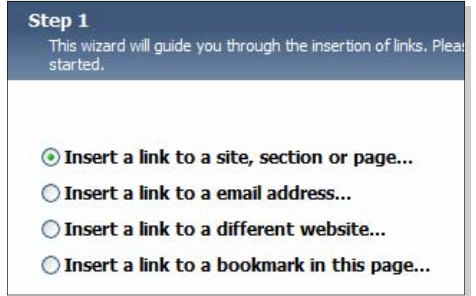 Step 1
This wizard will guide you through the insertion of links.
started.
Insert a link to a site, section or page...
Insert a link to a email address...
Insert a link to a different website...
Insert a link to a bookmark in this page...